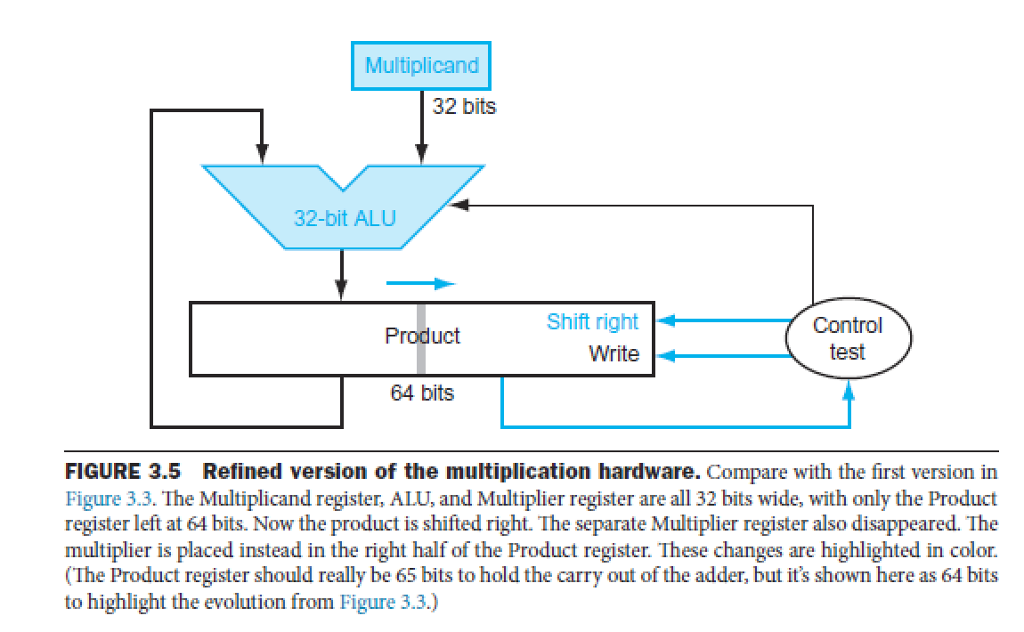 Multiplicand
32 bits
32-bit ALU
Product
Shift right
Write
Control
test
64 bits
FIGURE 3.5 Refined version of the multiplication hardware. Compare with the first version in
Figure 3.3. The Multiplicand register, ALU, and Multiplier register are all 32 bits wide, with only the Product
register left at 64 bits. Now the product is shifted right. The separate Multiplier register also disappeared. The
multiplier is placed instead in the right half of the Product register. These changes are highlighted in color.
(The Product register should really be 65 bits to hold the carry out of the adder, but it’s shown here as 64 bits
to highlight the evolution from Figure 3.3.)